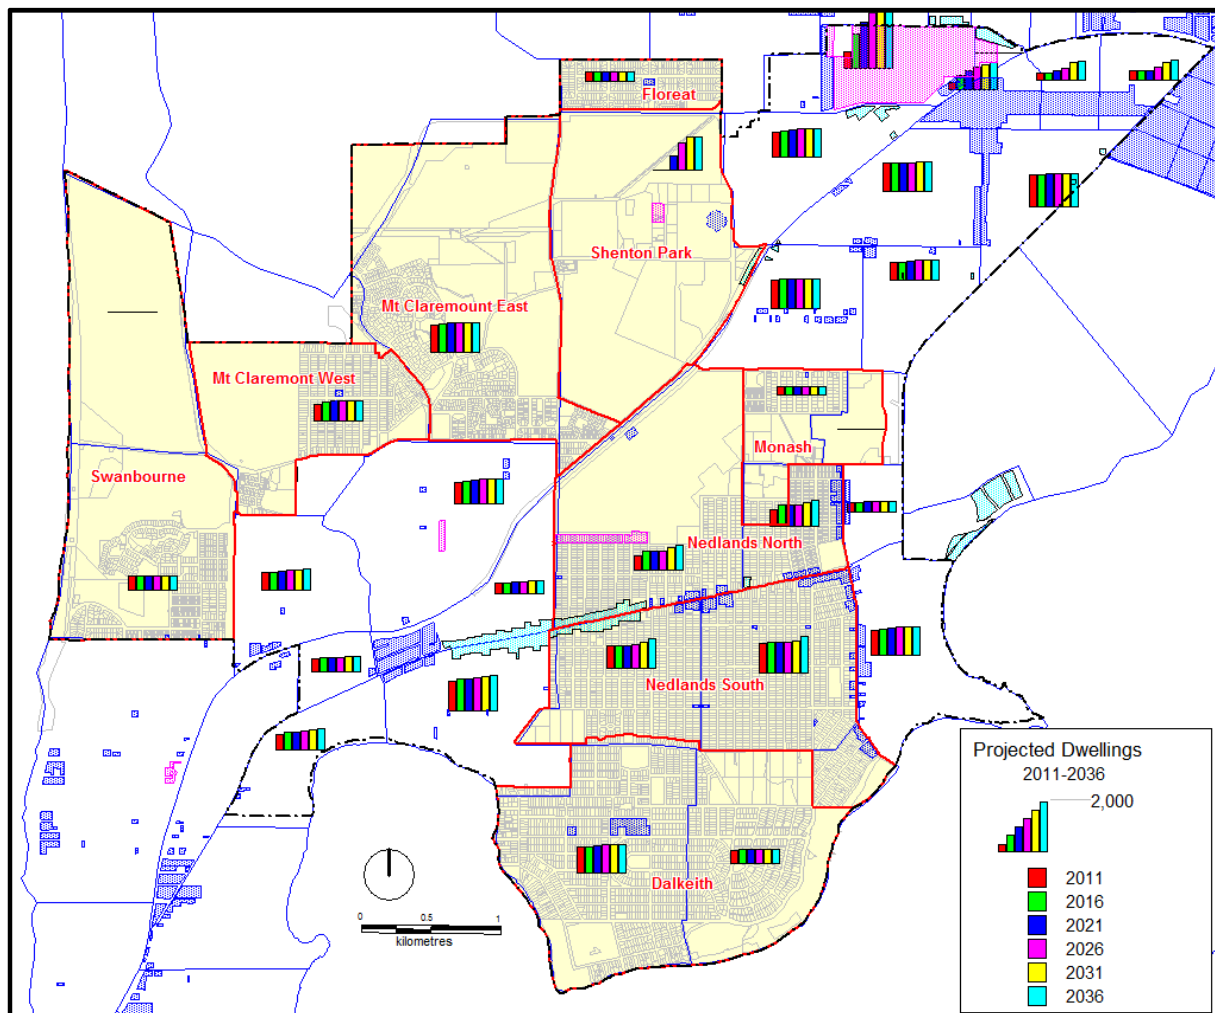 Floreat
Shenton Park
Mt Claremount East
Mt Claremont West
Monash
Swanbourne
Nedlands North
Nedlands South
Dalkeith
0 0.5 1
kilometres
Projected Dwellings
2011-2036
2,000
2011
2016
2021
2026
2031
2036